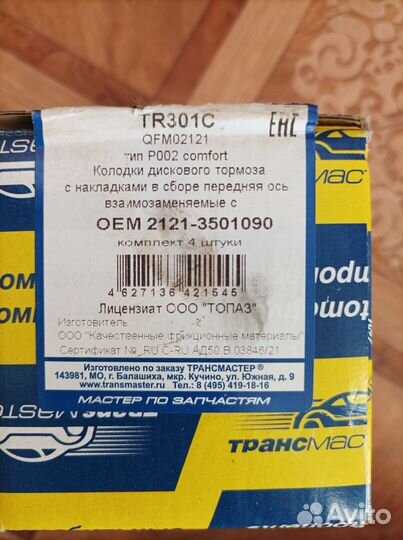 TR301C
QFM02121
тип P002 comfort
Колодки дискового тормоза
с накладками в сборе передняя ось
взаимозаменяемые с
OEM 2121-3501090
комплект 4 штуки
4 627136 421545
Лицензиат ООО "ТОПАЗ"
Изготовитель:
ООО "Качественные фрикционные материалы"
Сертификат № RU C-RU.АД50.В.03846/21
Изготовлено по заказу ТРАНСМАСТЕР ®
143981, МО, г. Балашиха, мкр. Кучино, ул. Южная, д. 9
www.transmaster.ru Тел.: 8 (495) 419-18-16
МАСТЕР ПО ЗАПЧАСТЯМ
EAC
ТРАНСМАС
ТРАНСМАС
Avito